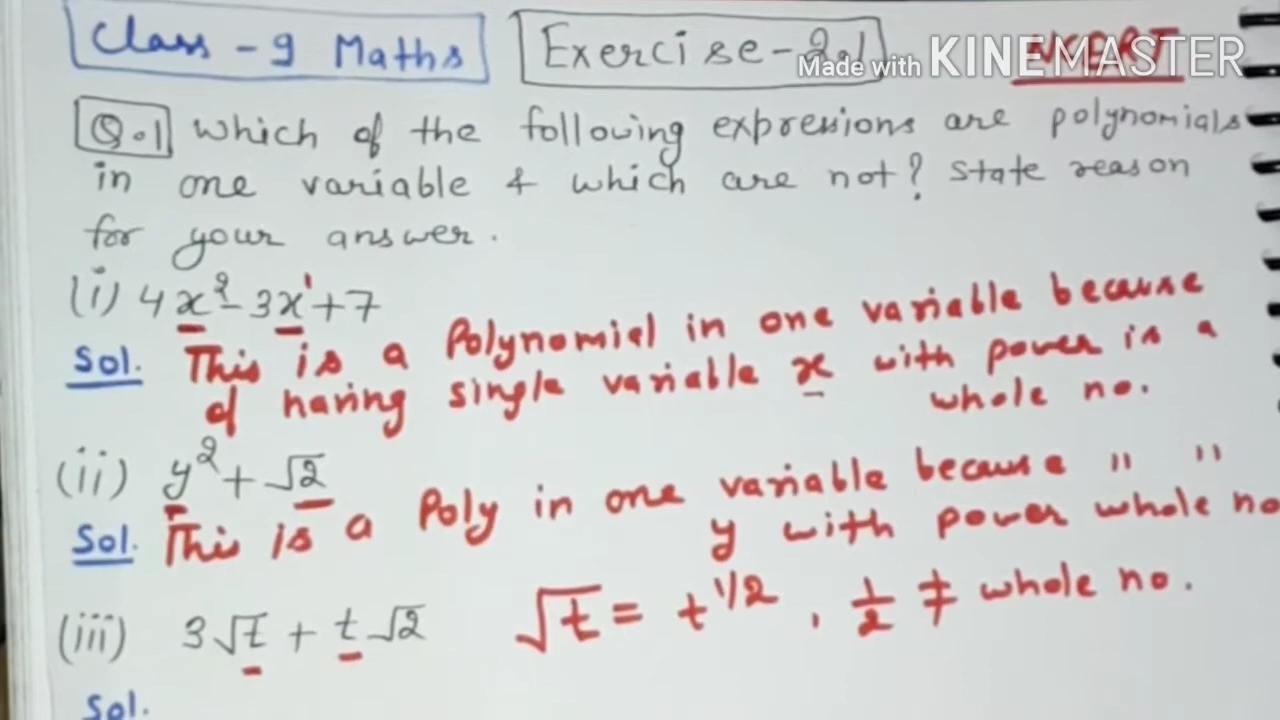 Class - 9 Maths
Exercise - 2.1
NCERT
Made with KINEMASTER
Q.1 Which of the following expressions are polynomials
in one variable & which are not? State reason
for your answer.
(i) 4x² - 3x¹ + 7
Sol. This is a Polynomial in one variable because
of having single variable x with power is a
whole no.
(ii) y² + √2
Sol. This is a Poly in one variable because " "
y with power whole no
(iii) 3√t + t√2 √t = t^1/2 , 1/2 ≠ whole no.
Sol.